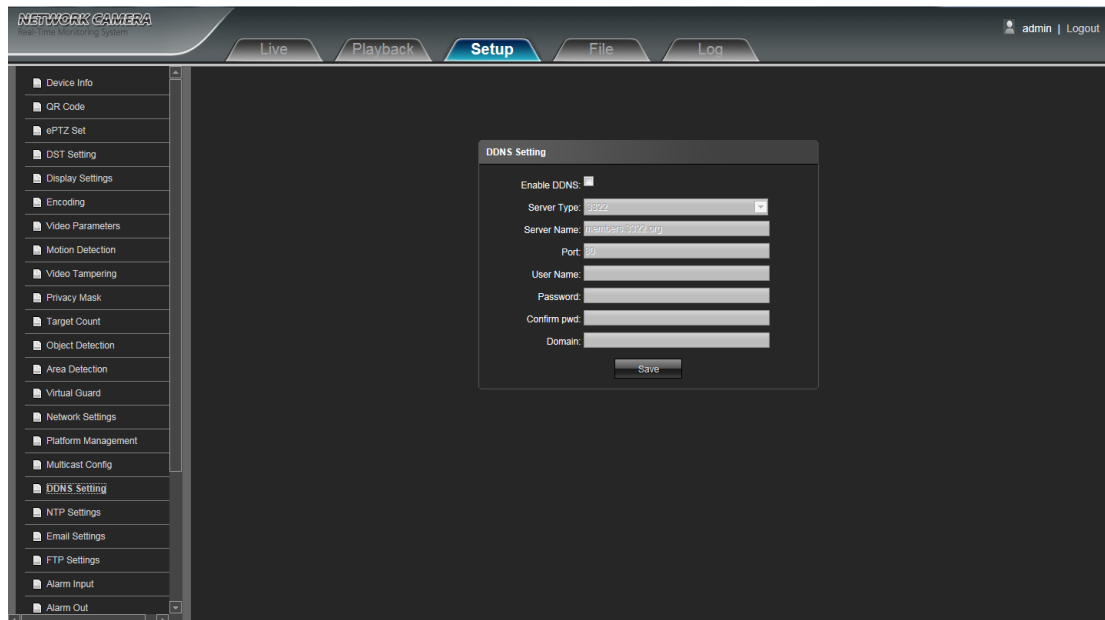 NETWORK CAMERA
Real-Time Monitoring System
admin | Logout
Live
Playback
Setup
File
Log
Device Info
QR Code
ePTZ Set
DST Setting
Display Settings
Encoding
Video Parameters
Motion Detection
Video Tampering
Privacy Mask
Target Count
Object Detection
Area Detection
Virtual Guard
Network Settings
Platform Management
Multicast Config
DDNS Setting
NTP Settings
Email Settings
FTP Settings
Alarm Input
Alarm Out
DDNS Setting
Enable DDNS:
Server Type: 3322
Server Name: members.3322.org
Port: 80
User Name:
Password:
Confirm pwd:
Domain:
Save